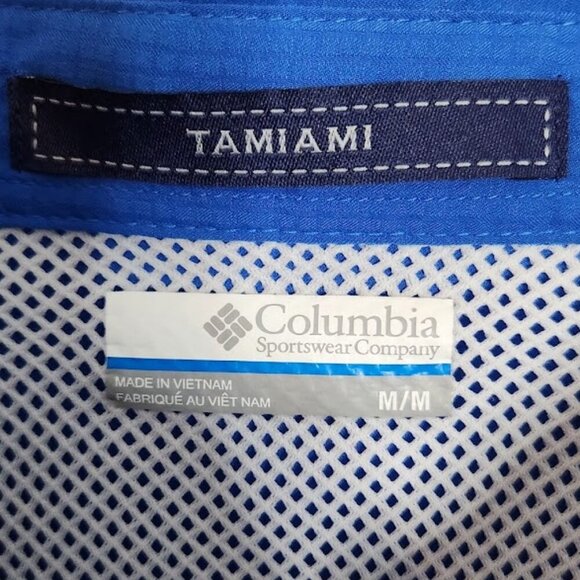 TAMIAMI
Columbia
Sportswear Company
MADE IN VIETNAM
FABRIQUÉ AU VIÊT NAM
M/M